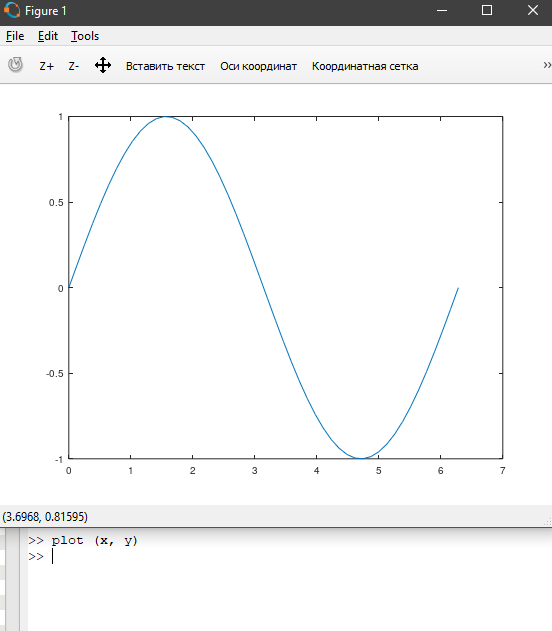 Figure 1
File Edit Tools
Z+ Z- Вставить текст Оси координат Координатная сетка »
1
0.5
0
-0.5
-1
0 1 2 3 4 5 6 7
(3.6968, 0.81595)
>> plot (x, y)
>>